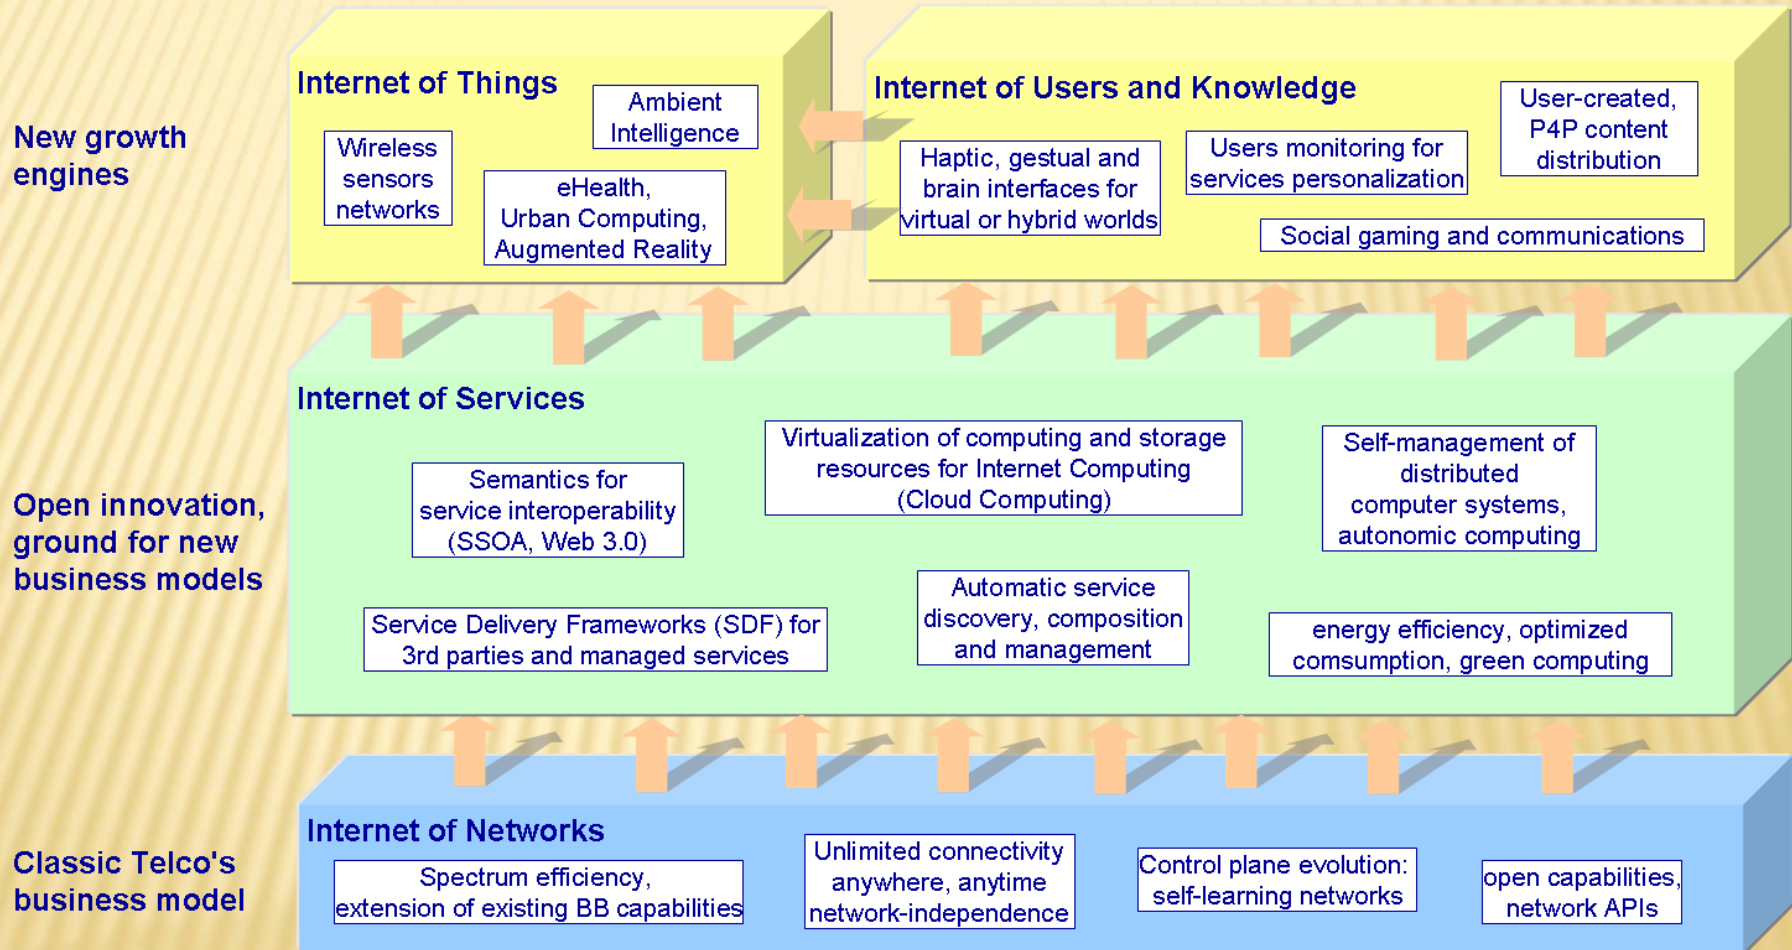 New growth
engines
Internet of Things
Ambient
Intelligence
Wireless
sensors
networks
eHealth,
Urban Computing,
Augmented Reality
Internet of Users and Knowledge
User-created,
P4P content
distribution
Haptic, gestual and
brain interfaces for
virtual or hybrid worlds
Users monitoring for
services personalization
Social gaming and communications
Open innovation,
ground for new
business models
Internet of Services
Semantics for
service interoperability
(SSOA, Web 3.0)
Virtualization of computing and storage
resources for Internet Computing
(Cloud Computing)
Self-management of
distributed
computer systems,
autonomic computing
Service Delivery Frameworks (SDF) for
3rd parties and managed services
Automatic service
discovery, composition
and management
energy efficiency, optimized
comsumption, green computing
Classic Telco's
business model
Internet of Networks
Spectrum efficiency,
extension of existing BB capabilities
Unlimited connectivity
anywhere, anytime
network-independence
Control plane evolution:
self-learning networks
open capabilities,
network APIs